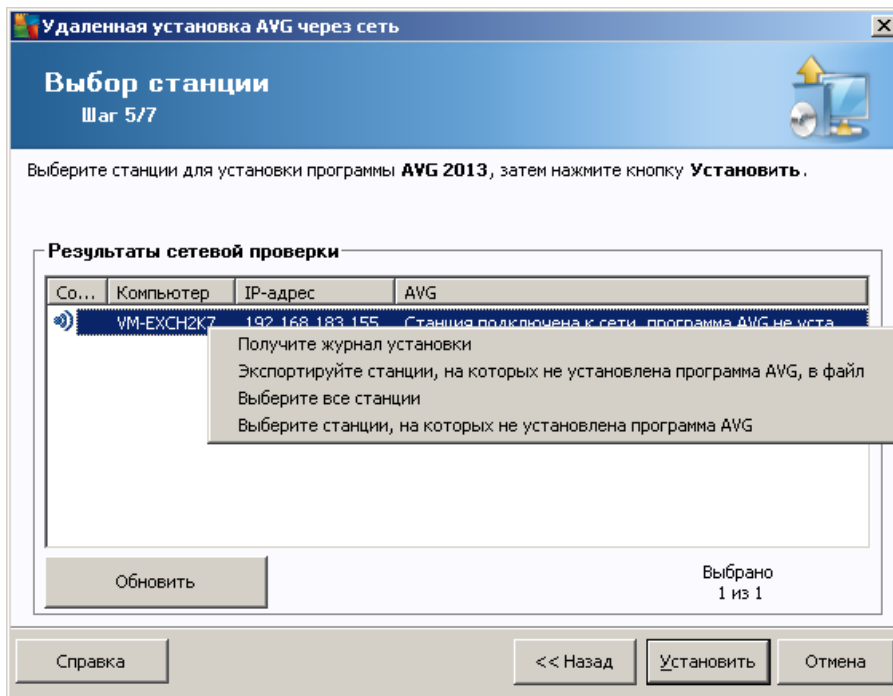 Удаленная установка AVG через сеть
Выбор станции
Шаг 5/7
Выберите станции для установки программы AVG 2013, затем нажмите кнопку Установить.
Результаты сетевой проверки
Со... Компьютер IP-адрес AVG
VM-EXCH2K7 192.168.183.155 Станция подключена к сети, программа AVG не уста...
Получите журнал установки
Экспортируйте станции, на которых не установлена программа AVG, в файл
Выберите все станции
Выберите станции, на которых не установлена программа AVG
Обновить
Выбрано
1 из 1
Справка
<< Назад
Установить
Отмена